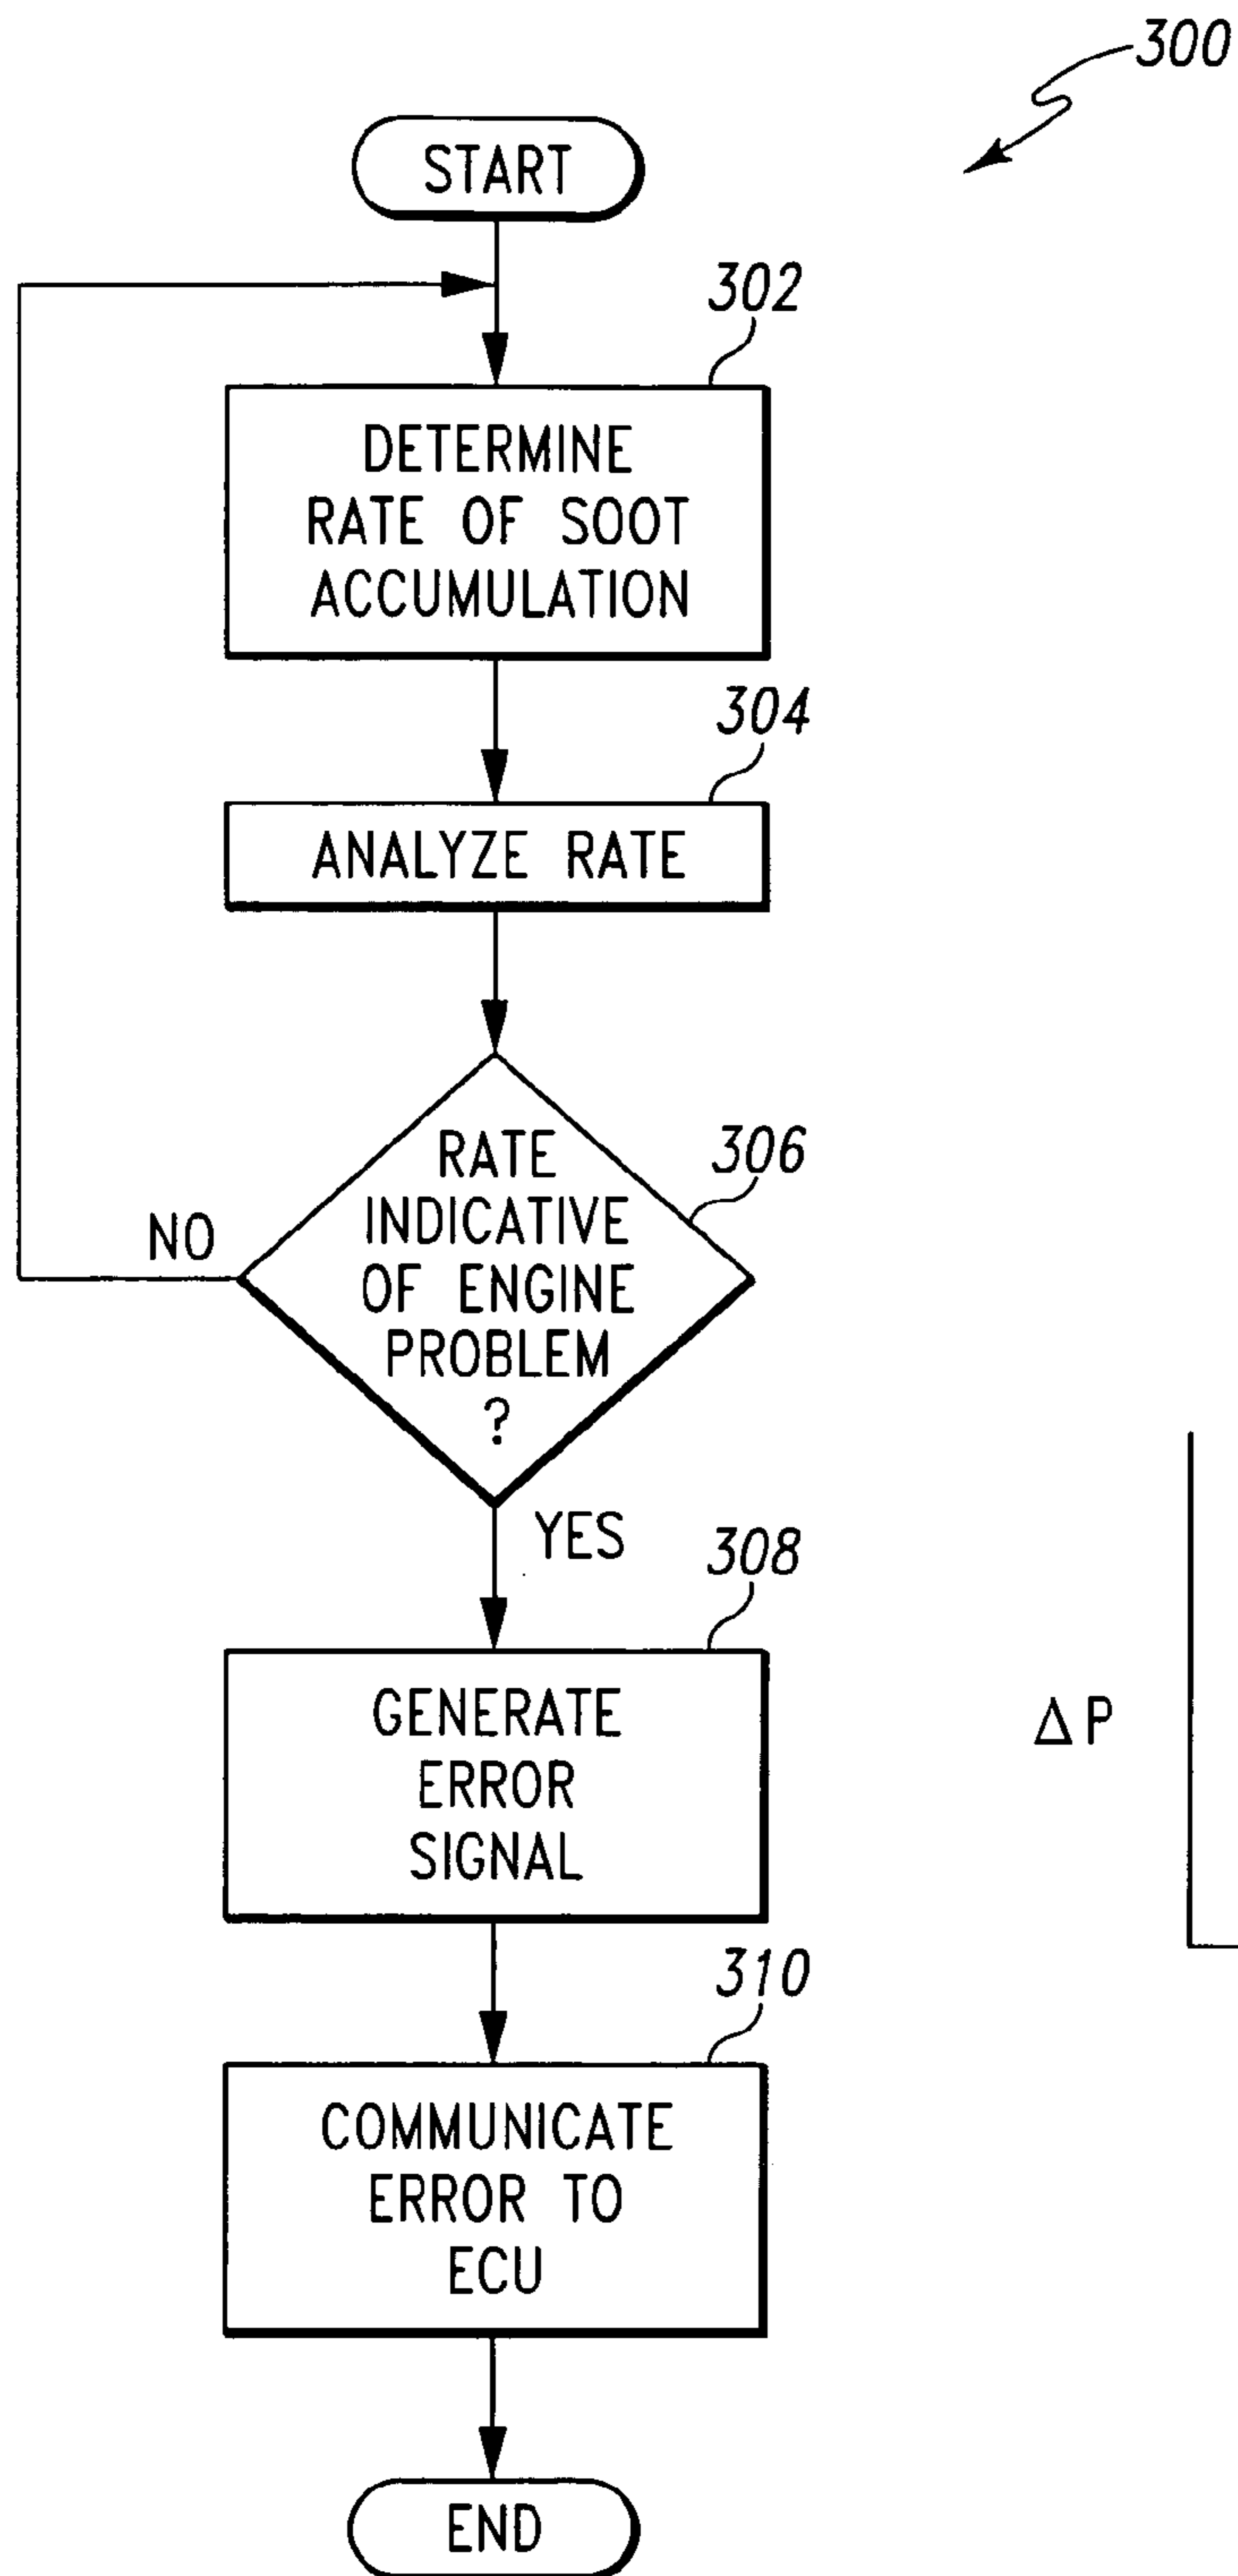 300
START
302
DETERMINE
RATE OF SOOT
ACCUMULATION
304
ANALYZE RATE
306
RATE
INDICATIVE
OF ENGINE
PROBLEM
?
NO
YES
308
GENERATE
ERROR
SIGNAL
ΔP
310
COMMUNICATE
ERROR TO
ECU
END